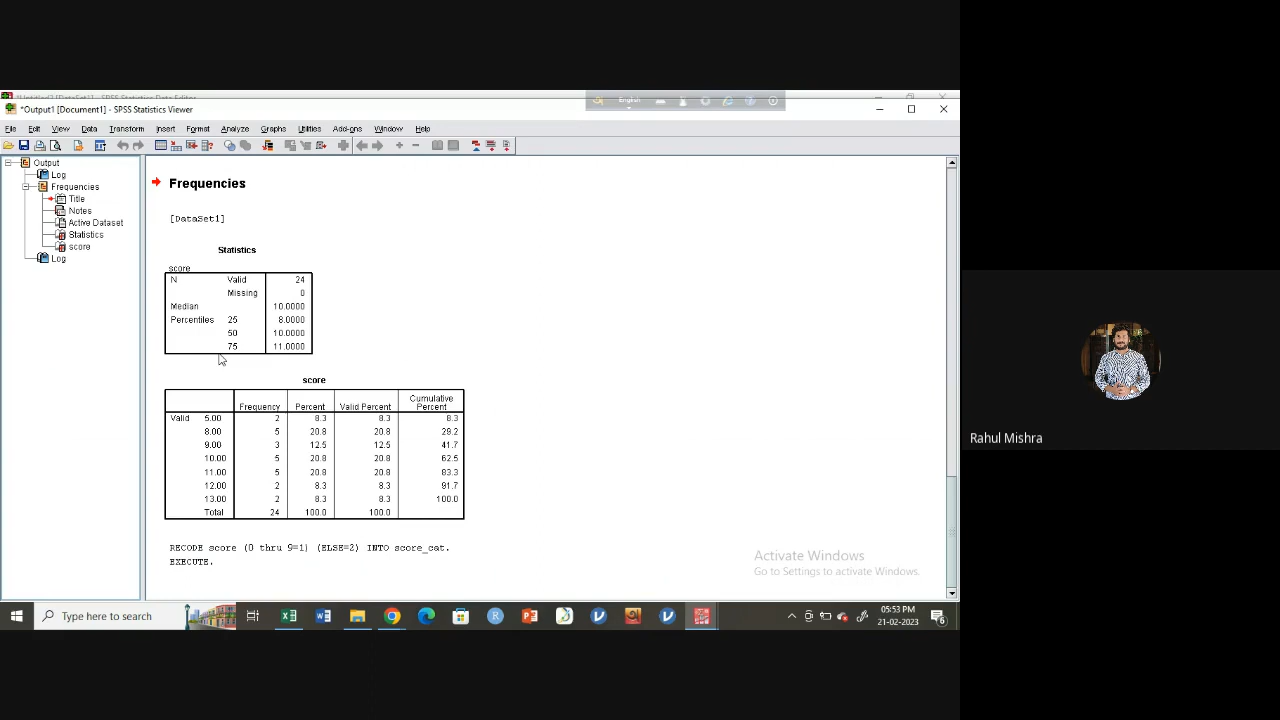 *Untitled2 [DataSet1] - SPSS Statistics Data Editor
*Output1 [Document1] - SPSS Statistics Viewer
English
File Edit View Data Transform Insert Format Analyze Graphs Utilities Add-ons Window Help
Output
Log
Frequencies
Title
Notes
Active Dataset
Statistics
score
Log
Frequencies
[DataSet1]
Statistics
score
N Valid 24
Missing 0
Median 10.0000
Percentiles 25 8.0000
50 10.0000
75 11.0000
score
Frequency Percent Valid Percent Cumulative Percent
Valid 5.00 2 8.3 8.3 8.3
8.00 5 20.8 20.8 29.2
9.00 3 12.5 12.5 41.7
10.00 5 20.8 20.8 62.5
11.00 5 20.8 20.8 83.3
12.00 2 8.3 8.3 91.7
13.00 2 8.3 8.3 100.0
Total 24 100.0 100.0
RECODE score (0 thru 9=1) (ELSE=2) INTO score_cat.
EXECUTE.
Activate Windows
Go to Settings to activate Windows.
Rahul Mishra
Type here to search
05:53 PM
21-02-2023
6